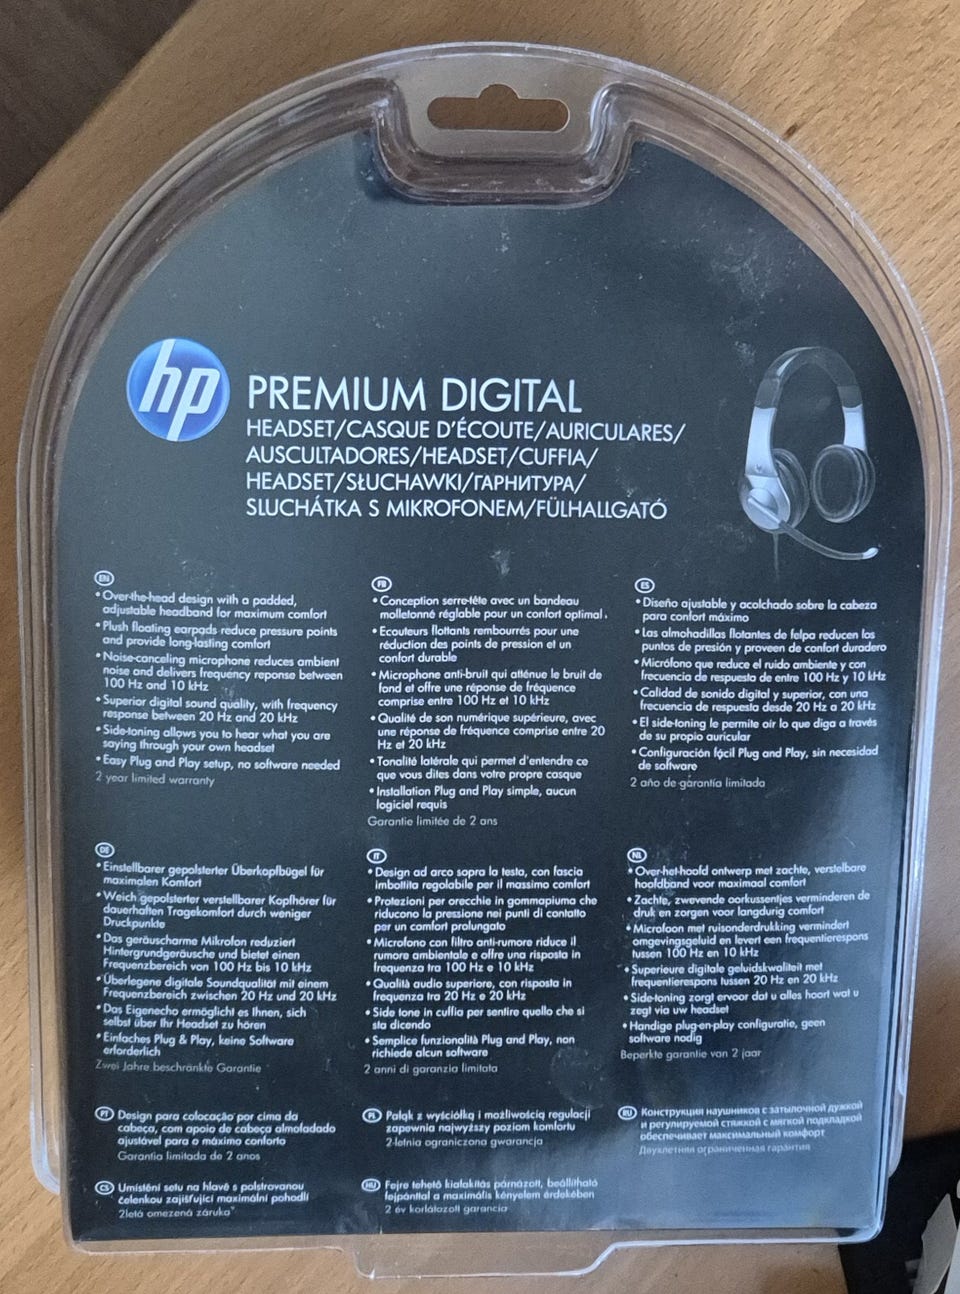 hp
PREMIUM DIGITAL
HEADSET/CASQUE D'ÉCOUTE/AURICULARES/
AUSCULTADORES/HEADSET/CUFFIA/
HEADSET/SŁUCHAWKI/ГАРНИТУРА/
SLUCHÁTKA S MIKROFONEM/FÜLHALLGATÓ
EN
• Over-the-head design with a padded,
adjustable headband for maximum comfort
• Plush floating earpads reduce pressure points
and provide long-lasting comfort
• Noise-canceling microphone reduces ambient
noise and delivers frequency reponse between
100 Hz and 10 kHz
• Superior digital sound quality, with frequency
response between 20 Hz and 20 kHz
• Side-toning allows you to hear what you are
saying through your own headset
• Easy Plug and Play setup, no software needed
2 year limited warranty
FR
• Conception serre-tête avec un bandeau
molletonné réglable pour un confort optimal.
• Ecouteurs flottants rembourrés pour une
réduction des points de pression et un
confort durable
• Microphone anti-bruit qui atténue le bruit de
fond et offre une réponse de fréquence
comprise entre 100 Hz et 10 kHz
• Qualité de son numérique supérieure, avec
une réponse de fréquence comprise entre 20
Hz et 20 kHz
• Tonalité latérale qui permet d'entendre ce
que vous dites dans votre propre casque
• Installation Plug and Play simple, aucun
logiciel requis
Garantie limitée de 2 ans
ES
• Diseño ajustable y acolchado sobre la cabeza
para confort máximo
• Las almohadillas flotantes de felpa reducen los
puntos de presión y proveen de confort duradero
• Micrófono que reduce el ruido ambiente y con
frecuencia de respuesta de entre 100 Hz y 10 kHz
• Calidad de sonido digital y superior, con una
frecuencia de respuesta desde 20 Hz a 20 kHz
• El side-toning le permite oír lo que diga a través
de su propio auricular
• Configuración fácil Plug and Play, sin necesidad
de software
2 año de garantía limitada
DE
• Einstellbarer gepolsterter Überkopfbügel für
maximalen Komfort
• Weich gepolsterter verstellbarer Kopfhörer für
dauerhaften Tragekomfort durch weniger
Druckpunkte
• Das geräuscharme Mikrofon reduziert
Hintergrundgeräusche und bietet einen
Frequenzbereich von 100 Hz bis 10 kHz
• Überlegene digitale Soundqualität mit einem
Frequenzbereich zwischen 20 Hz und 20 kHz
• Das Eigenecho ermöglicht es Ihnen, sich
selbst über Ihr Headset zu hören
• Einfaches Plug & Play, keine Software
erforderlich
Zwei Jahre beschränkte Garantie
IT
• Design ad arco sopra la testa, con fascia
imbottita regolabile per il massimo comfort
• Protezioni per orecchie in gommapiuma che
riducono la pressione nei punti di contatto
per un comfort prolungato
• Microfono con filtro anti-rumore riduce il
rumore ambientale e offre una risposta in
frequenza tra 100 Hz e 10 kHz
• Qualità audio superiore, con risposta in
frequenza tra 20 Hz e 20 kHz
• Side tone in cuffia per sentire quello che si
sta dicendo
• Semplice funzionalità Plug and Play, non
richiede alcun software
2 anni di garanzia limitata
NL
• Over-het-hoofd ontwerp met zachte, verstelbare
hoofdband voor maximaal comfort
• Zachte, zwevende oorkussentjes verminderen de
druk en zorgen voor langdurig comfort
• Microfoon met ruisonderdrukking vermindert
omgevingsgeluid en levert een frequentierespons
tussen 100 Hz en 10 kHz
• Superieure digitale geluidskwaliteit met
frequentierespons tussen 20 Hz en 20 kHz
• Side-toning zorgt ervoor dat u alles hoort wat u
zegt via uw headset
• Handige plug-en-play configuratie, geen
software nodig
Beperkte garantie van 2 jaar
PT
Design para colocação por cima da
cabeça, com apoio de cabeça almofadado
ajustável para o máximo conforto
Garantia limitada de 2 anos
PL
Pałąk z wyściółką i możliwością regulacji
zapewnia najwyższy poziom komfortu
2-letnia ograniczona gwarancja
RU
Конструкция наушников с затылочной дужкой
и регулируемой стяжкой с мягкой подкладкой
обеспечивает максимальный комфорт
Двухлетняя ограниченная гарантия
CS
Umístění setu na hlavě s polstrovanou
čelenkou zajišťující maximální pohodlí
2letá omezená záruka*
HU
Fejre tehető kialakítás párnázott, beállítható
fejpánttal a maximális kényelem érdekében
2 év korlátozott garancia